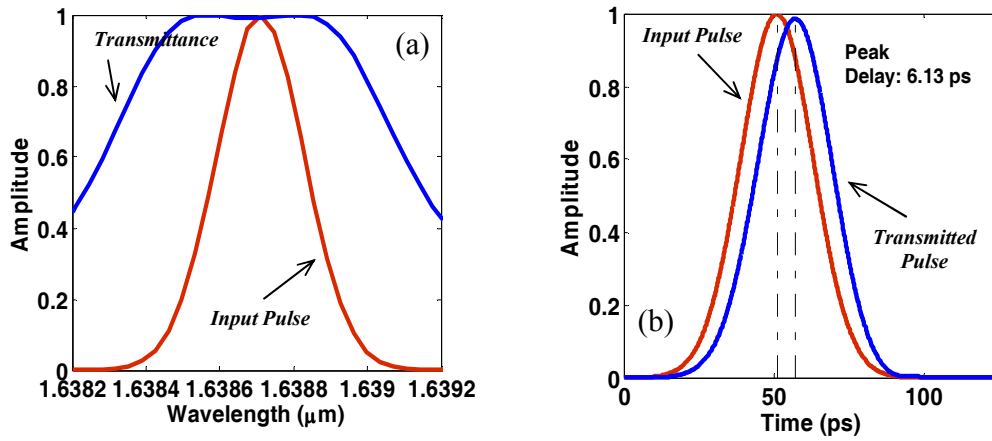 (a)
Transmittance
Input Pulse
Amplitude
1
0.8
0.6
0.4
0.2
0
1.6382
1.6384
1.6386
1.6388
1.639
1.6392
Wavelength (μm)
(b)
Input Pulse
Peak
Delay: 6.13 ps
Transmitted
Pulse
Amplitude
1
0.8
0.6
0.4
0.2
0
0
50
100
Time (ps)